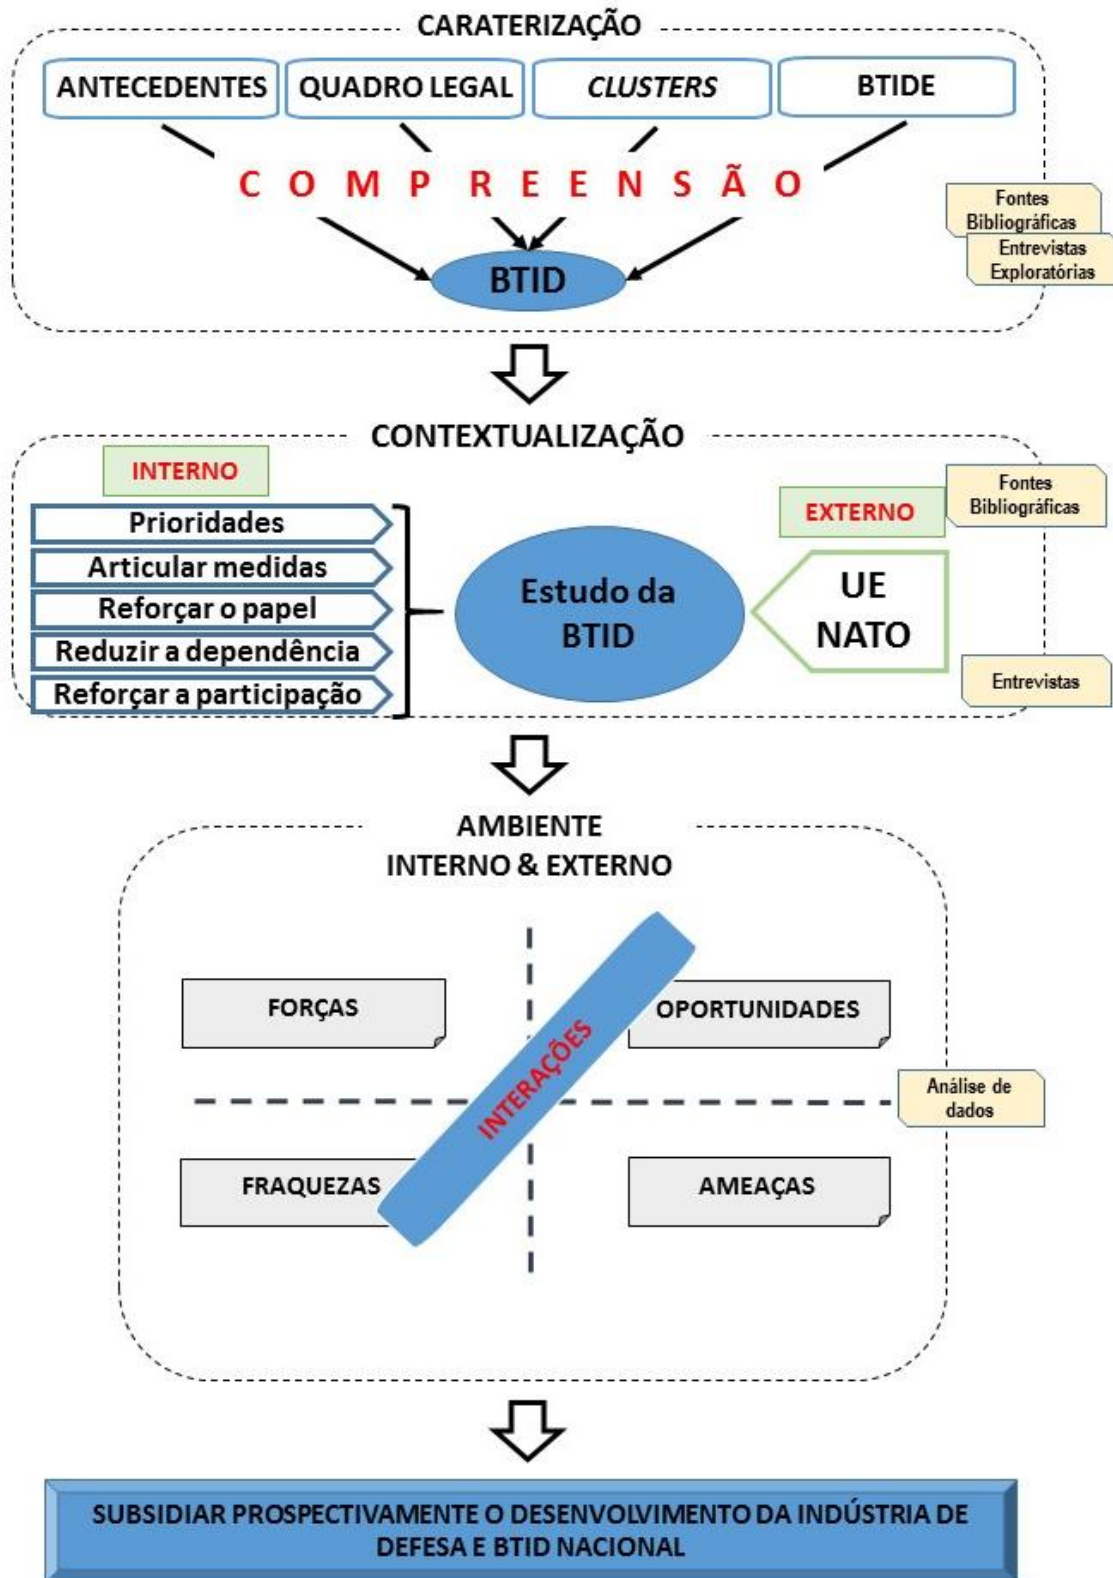 CARATERIZAÇÃO
ANTECEDENTES
QUADRO LEGAL
CLUSTERS
BTIDE
COMPREENSÃO
Fontes
Bibliográficas
Entrevistas
Exploratórias
BTID
CONTEXTUALIZAÇÃO
INTERNO
Prioridades
Articular medidas
Reforçar o papel
Reduzir a dependência
Reforçar a participação
Estudo da
BTID
EXTERNO
UE
NATO
Fontes
Bibliográficas
Entrevistas
AMBIENTE
INTERNO & EXTERNO
FORÇAS
OPORTUNIDADES
INTERAÇÕES
FRAQUEZAS
AMEAÇAS
Análise de
dados
SUBSIDIAR PROSPECTIVAMENTE O DESENVOLVIMENTO DA INDÚSTRIA DE
DEFESA E BTID NACIONAL